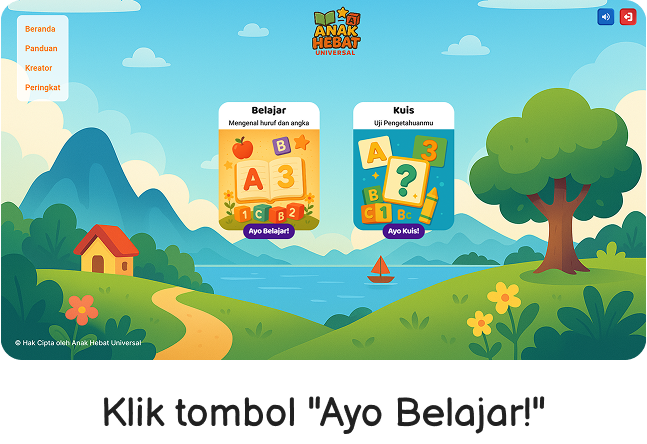 Beranda
Panduan
Kreator
Peringkat
A
ANAK
HEBAT
UNIVERSAL
Belajar
Mengenal huruf dan angka
B
A 3
1 C B 2
Ayo Belajar!
Kuis
Uji Pengetahuanmu
A 3
?
B
C 1 Bc
Ayo Kuis!
© Hak Cipta oleh Anak Hebat Universal
Klik tombol "Ayo Belajar!"